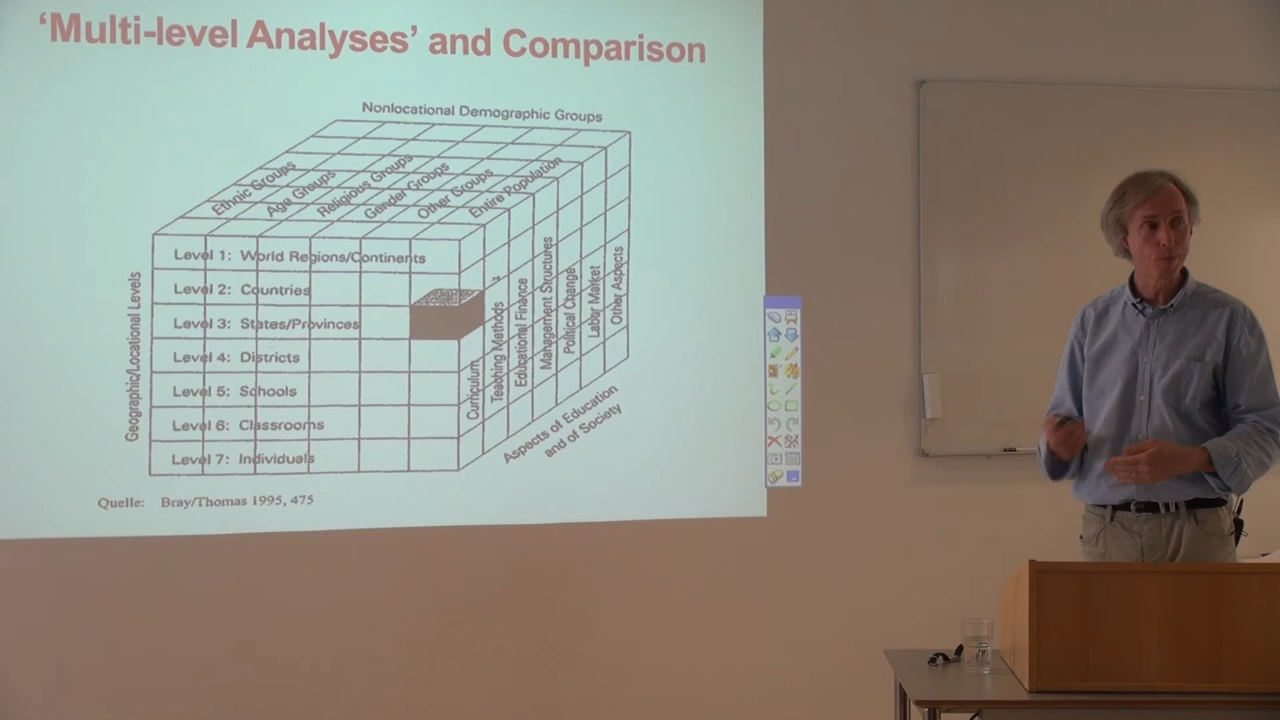 ‘Multi-level Analyses’ and Comparison
Nonlocational Demographic Groups
Ethnic Groups
Age Groups
Religious Groups
Gender Groups
Other Groups
Entire Population
Geographic/Locational Levels
Level 1: World Regions/Continents
Level 2: Countries
Level 3: States/Provinces
Level 4: Districts
Level 5: Schools
Level 6: Classrooms
Level 7: Individuals
Curriculum
Teaching Methods
Educational Finance
Management Structures
Political Change
Labor Market
Other Aspects
Aspects of Education
and of Society
Quelle: Bray/Thomas 1995, 475